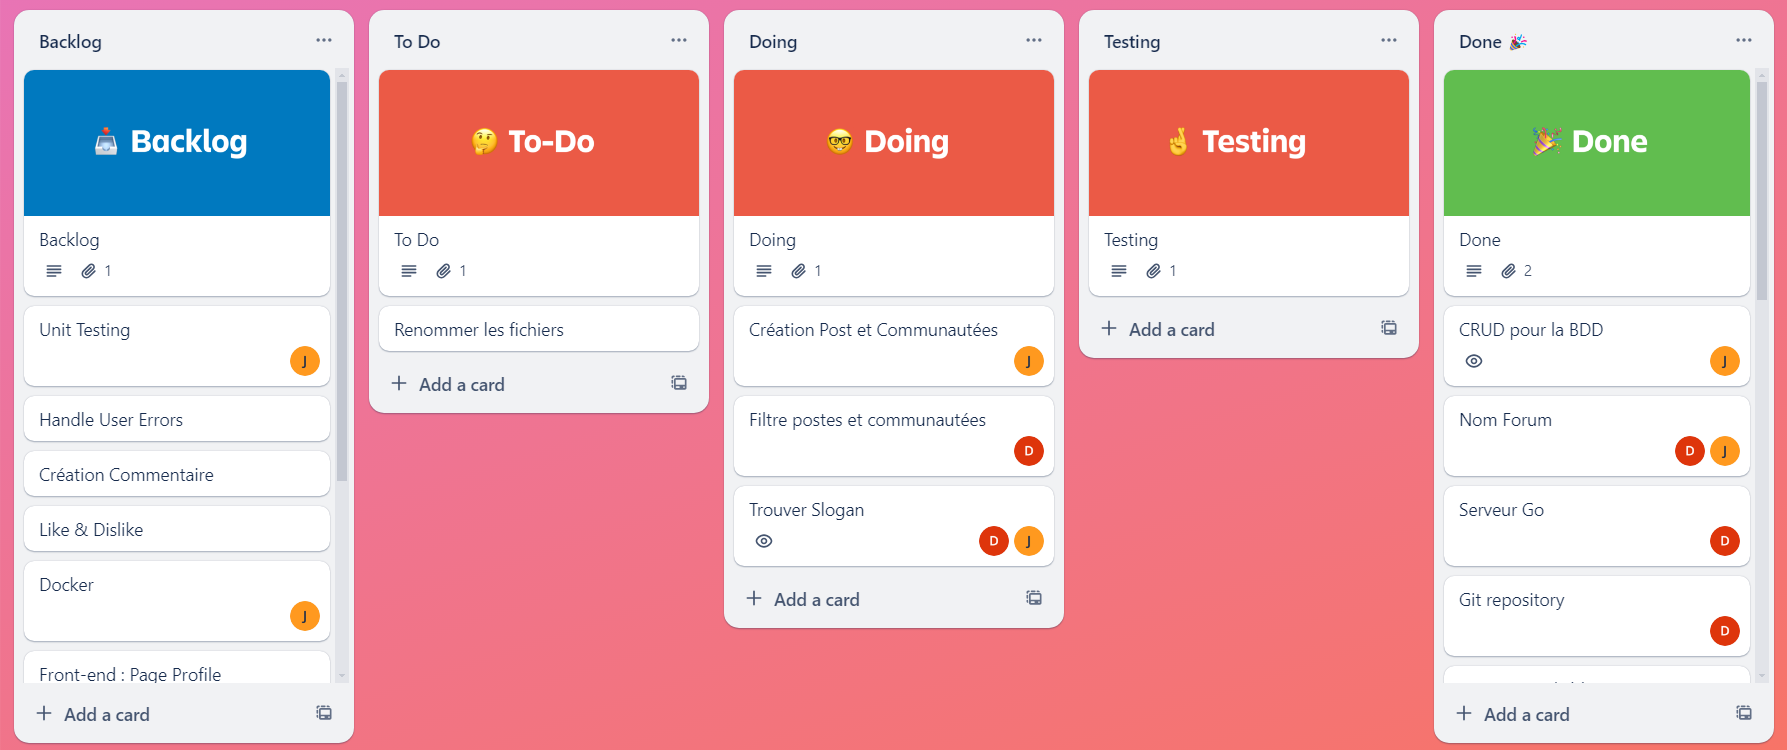 Backlog
Backlog
Backlog
1
Unit Testing
J
Handle User Errors
Création Commentaire
Like & Dislike
Docker
J
Front-end : Page Profile
+ Add a card
To Do
To-Do
To Do
1
Renommer les fichiers
+ Add a card
Doing
Doing
Doing
1
Création Post et Communautées
J
Filtre postes et communautées
D
Trouver Slogan
D J
+ Add a card
Testing
Testing
Testing
1
+ Add a card
Done 🎉
Done
Done
2
CRUD pour la BDD
J
Nom Forum
D J
Serveur Go
D
Git repository
D
+ Add a card